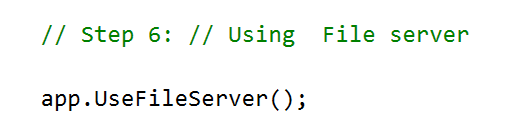 // Step 6: // Using  File server
app.UseFileServer();